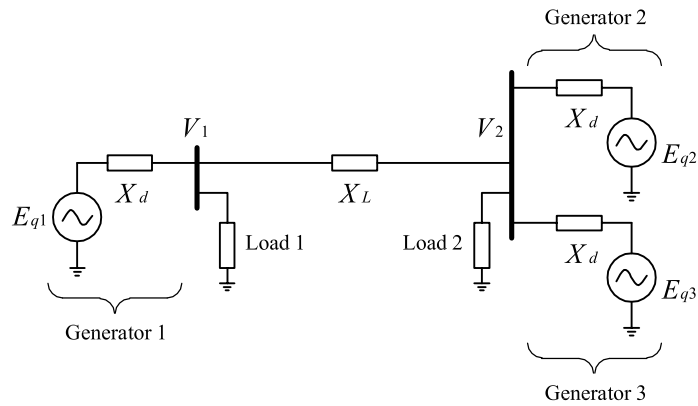 Generator 2
V1
V2
Xd
Eq2
Xd
XL
Eq1
Load 1
Load 2
Xd
Eq3
Generator 1
Generator 3